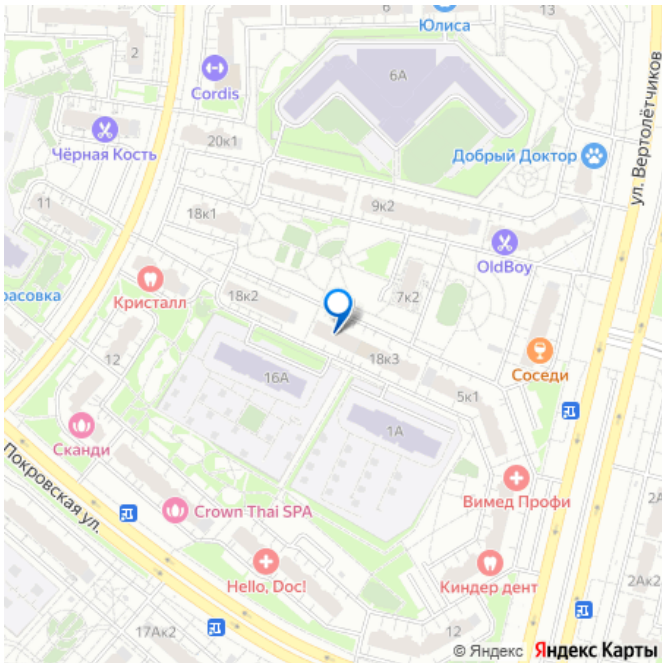 Юлиса
2
6А
Cordis
ул. Вертолётчиков
20к1
Чёрная Кость
Добрый Доктор
11
18к1
9к2
OldBoy
расовка
Кристалл
18к2
7к2
18к3
Соседи
12
16А
5к1
1А
Сканди
Покровская ул.
Вимед Профи
2А
Crown Thai SPA
Hello, Doc!
Киндер дент
2Ак2
17Ак2
12
© Яндекс Яндекс Карты